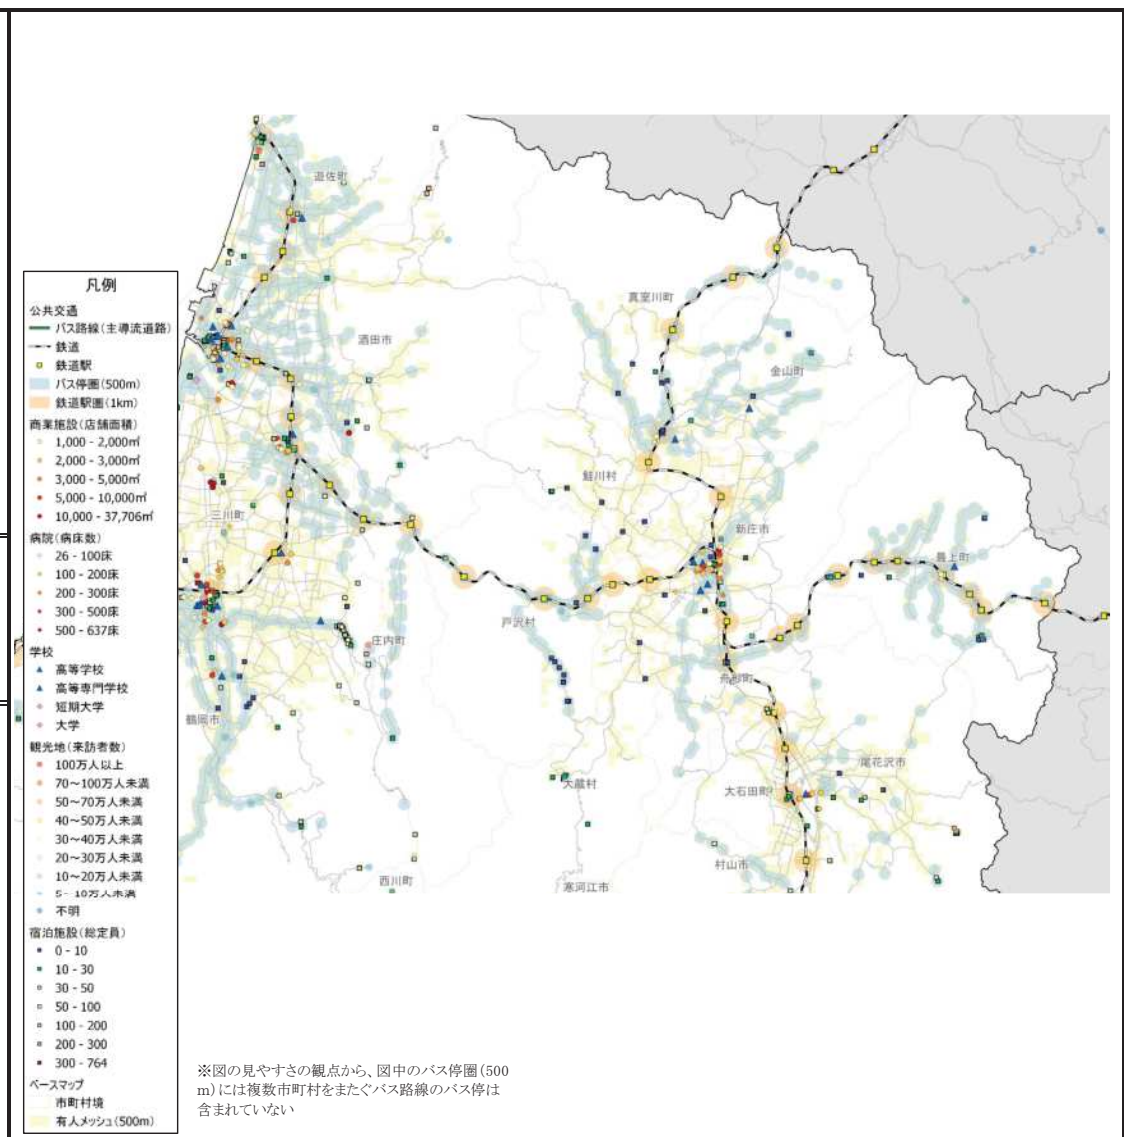 凡例
公共交通
バス路線(主導流道路)
鉄道
鉄道駅
バス停圏(500m)
鉄道駅圏(1km)
商業施設(店舗面積)
1,000 - 2,000㎡
2,000 - 3,000㎡
3,000 - 5,000㎡
5,000 - 10,000㎡
10,000 - 37,706㎡
病院(病床数)
26 - 100床
100 - 200床
200 - 300床
300 - 500床
500 - 637床
学校
高等学校
高等専門学校
短期大学
大学
観光地(来訪者数)
100万人以上
70～100万人未満
50～70万人未満
40～50万人未満
30～40万人未満
20～30万人未満
10～20万人未満
5-10万人未満
不明
宿泊施設(総定員)
0 - 10
10 - 30
30 - 50
50 - 100
100 - 200
200 - 300
300 - 764
ベースマップ
市町村境
有人メッシュ(500m)
遊佐町
酒田市
真室川町
金山町
鮭川村
三川町
新庄市
最上町
戸沢村
庄内町
舟形町
鶴岡市
尾花沢市
大蔵村
大石田町
村山市
西川町
寒河江市
※図の見やすさの観点から、図中のバス停圏(500
m)には複数市町村をまたぐバス路線のバス停は
含まれていない